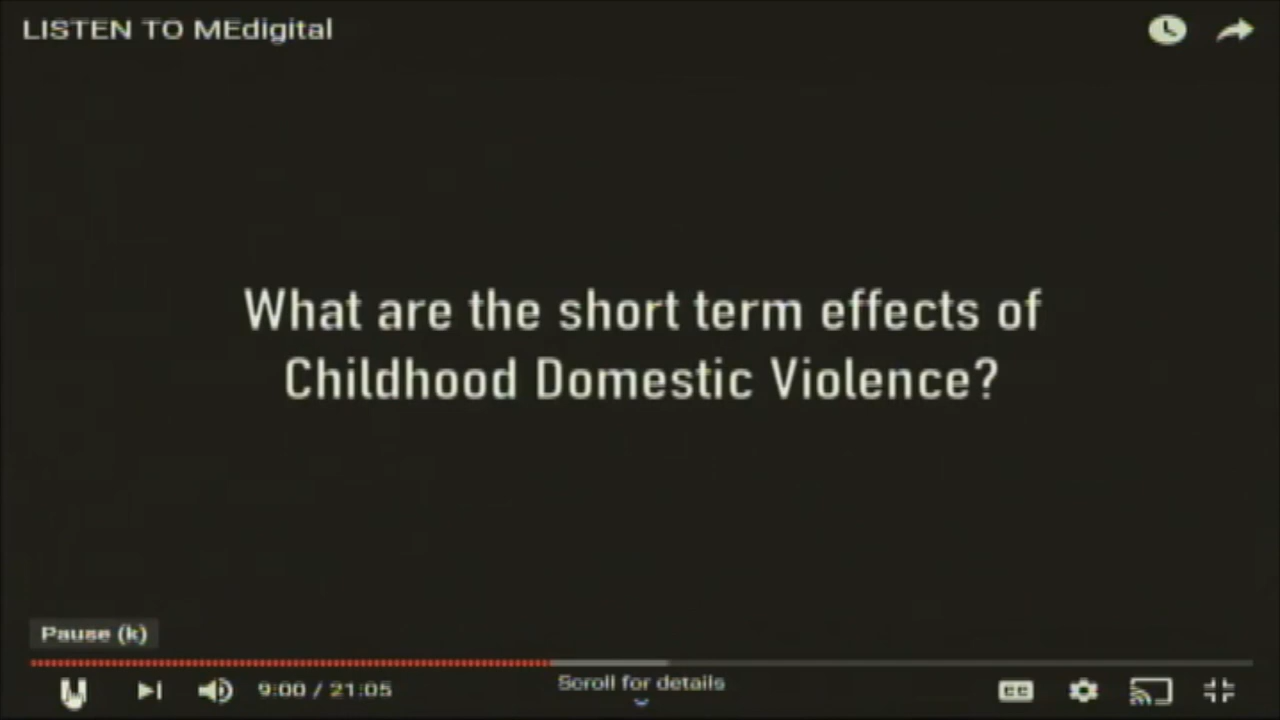 LISTEN TO MEdigital
What are the short term effects of
Childhood Domestic Violence?
Pause (k)
9:00 / 21:05
Scroll for details
CC